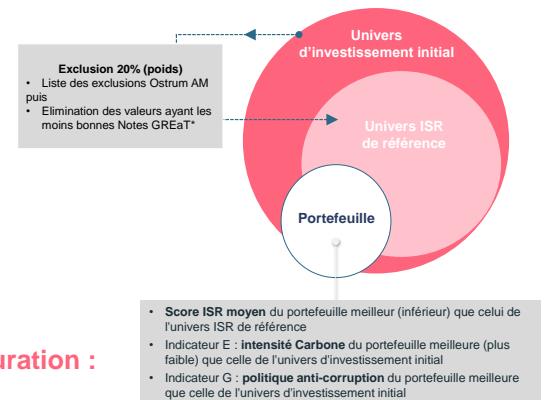 Univers
d'investissement initial
Exclusion 20% (poids)
• Liste des exclusions Ostrum AM
puis
• Elimination des valeurs ayant les
moins bonnes Notes GREaT*
Univers ISR
de référence
Portefeuille
• Score ISR moyen du portefeuille meilleur (inférieur) que celui de
l'univers ISR de référence
• Indicateur E : intensité Carbone du portefeuille meilleure (plus
faible) que celle de l'univers d'investissement initial
• Indicateur G : politique anti-corruption du portefeuille meilleure
que celle de l'univers d'investissement initial
uration :